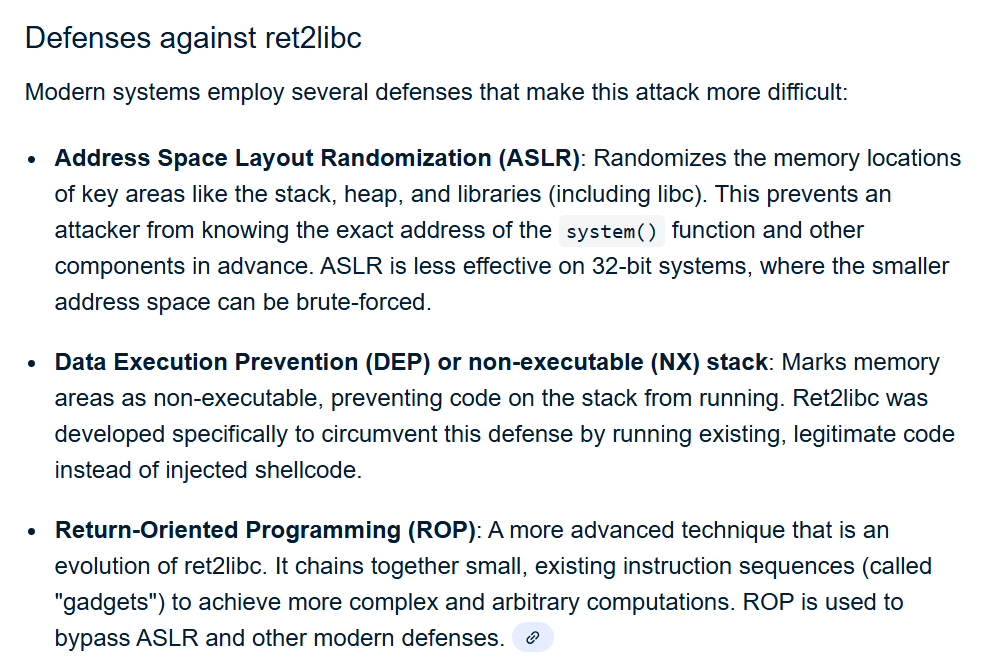 Defenses against ret2libc
Modern systems employ several defenses that make this attack more difficult:
• Address Space Layout Randomization (ASLR): Randomizes the memory locations
of key areas like the stack, heap, and libraries (including libc). This prevents an
attacker from knowing the exact address of the system() function and other
components in advance. ASLR is less effective on 32-bit systems, where the smaller
address space can be brute-forced.
• Data Execution Prevention (DEP) or non-executable (NX) stack: Marks memory
areas as non-executable, preventing code on the stack from running. Ret2libc was
developed specifically to circumvent this defense by running existing, legitimate code
instead of injected shellcode.
• Return-Oriented Programming (ROP): A more advanced technique that is an
evolution of ret2libc. It chains together small, existing instruction sequences (called
"gadgets") to achieve more complex and arbitrary computations. ROP is used to
bypass ASLR and other modern defenses.